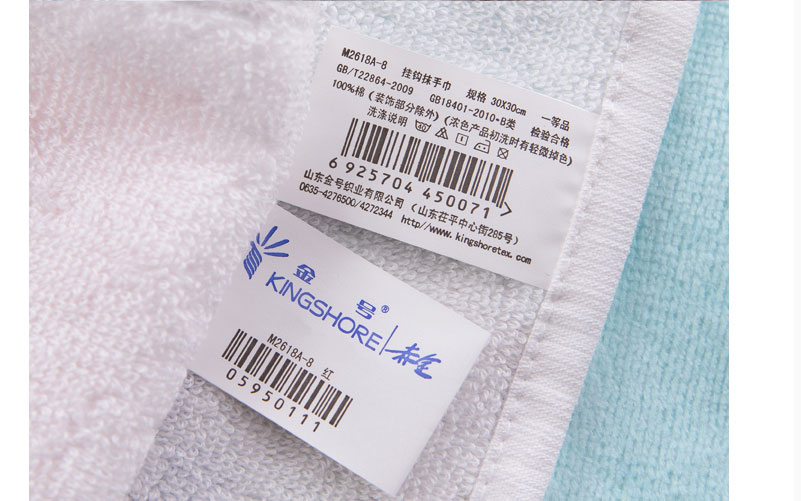 M2618A-8 挂钩抹手巾 规格 30X30cm 一等品
GB/T22864-2009 GB18401-2010·B类 检验合格
100%棉 (装饰部分除外) (浓色产品初洗时有轻微掉色)
洗涤说明
6 925704 450071 >
山东金号织业有限公司 (山东茌平中心街285号)
0635-4276500/4272344 http//www.kingshoretex.com
金号®
KINGSHORE
M2618A-8 红
05950111